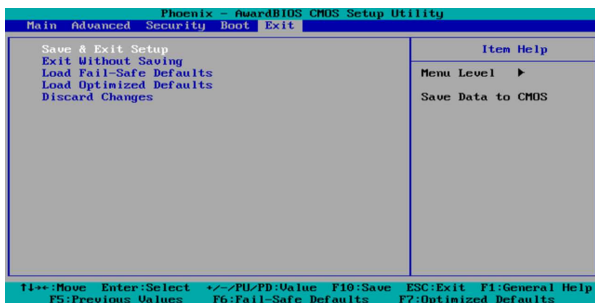 Phoenix - AwardBIOS CMOS Setup Utility
Main Advanced Security Boot Exit
Save & Exit Setup
Exit Without Saving
Load Fail-Safe Defaults
Load Optimized Defaults
Discard Changes
Item Help
Menu Level ▶
Save Data to CMOS
↑↓→←:Move Enter:Select +/-/PU/PD:Value F10:Save ESC:Exit F1:General Help
F5:Previous Values F6:Fail-Safe Defaults F7:Optimized Defaults